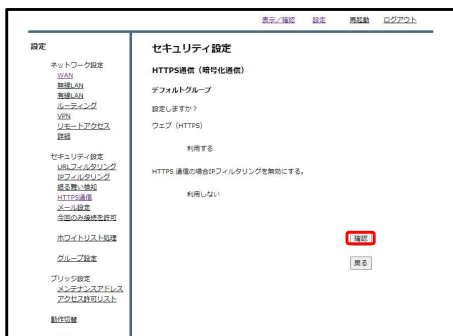 表示／確認 設定 再起動 ログアウト
設定
ネットワーク設定
WAN
無線LAN
有線LAN
ルーティング
VPN
リモートアクセス
詳細
セキュリティ設定
URLフィルタリング
IPフィルタリング
振る舞い検知
HTTPS通信
メール設定
今回のみ接続を許可
ホワイトリスト処理
グループ設定
ブリッジ設定
メンテナンスアドレス
アクセス許可リスト
動作切替
セキュリティ設定
HTTPS通信（暗号化通信）
デフォルトグループ
設定しますか？
ウェブ（HTTPS）
利用する
HTTPS 通信の場合IPフィルタリングを無効にする。
利用しない
確認
戻る